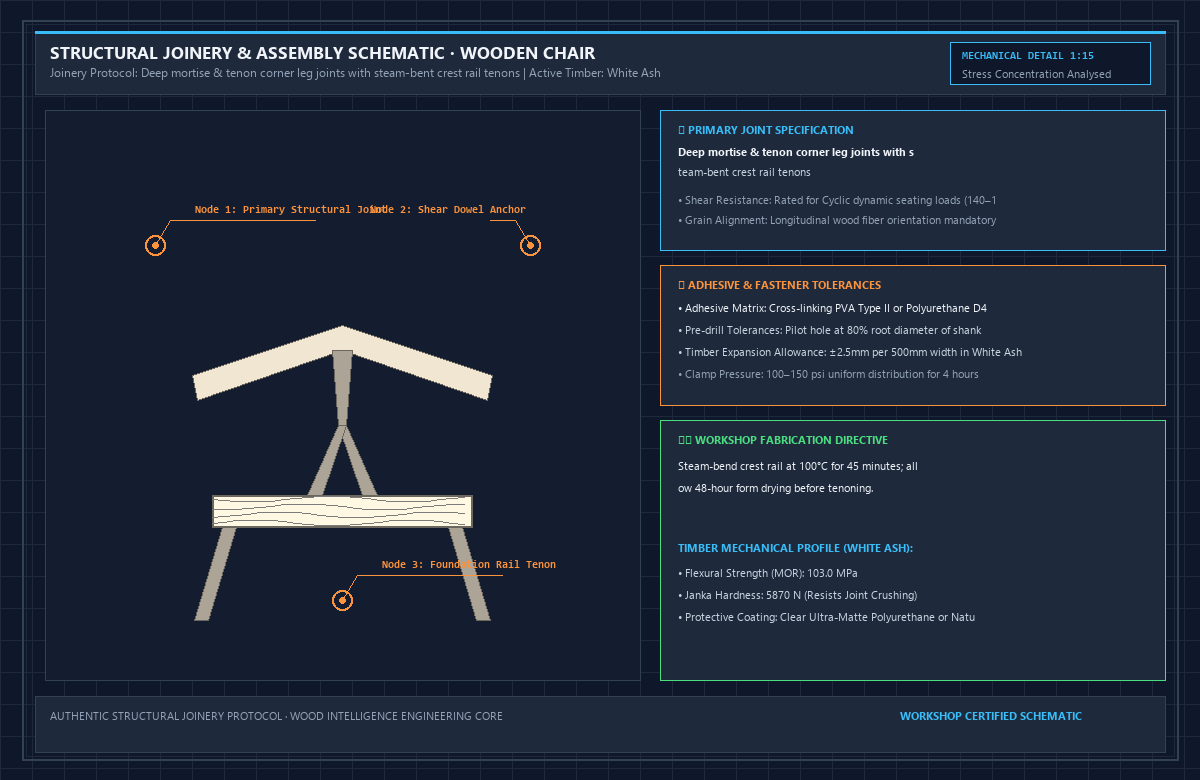 STRUCTURAL JOINERY & ASSEMBLY SCHEMATIC · WOODEN CHAIR
Joinery Protocol: Deep mortise & tenon corner leg joints with steam-bent crest rail tenons | Active Timber: White Ash
MECHANICAL DETAIL 1:15
Stress Concentration Analysed
Node 1: Primary Structural Joint
Node 2: Shear Dowel Anchor
Node 3: Foundation Rail Tenon
PRIMARY JOINT SPECIFICATION
Deep mortise & tenon corner leg joints with s
team-bent crest rail tenons
• Shear Resistance: Rated for Cyclic dynamic seating loads (140–1
• Grain Alignment: Longitudinal wood fiber orientation mandatory
ADHESIVE & FASTENER TOLERANCES
• Adhesive Matrix: Cross-linking PVA Type II or Polyurethane D4
• Pre-drill Tolerances: Pilot hole at 80% root diameter of shank
• Timber Expansion Allowance: ±2.5mm per 500mm width in White Ash
• Clamp Pressure: 100–150 psi uniform distribution for 4 hours
WORKSHOP FABRICATION DIRECTIVE
Steam-bend crest rail at 100°C for 45 minutes; all
ow 48-hour form drying before tenoning.
TIMBER MECHANICAL PROFILE (WHITE ASH):
• Flexural Strength (MOR): 103.0 MPa
• Janka Hardness: 5870 N (Resists Joint Crushing)
• Protective Coating: Clear Ultra-Matte Polyurethane or Natu
AUTHENTIC STRUCTURAL JOINERY PROTOCOL · WOOD INTELLIGENCE ENGINEERING CORE
WORKSHOP CERTIFIED SCHEMATIC